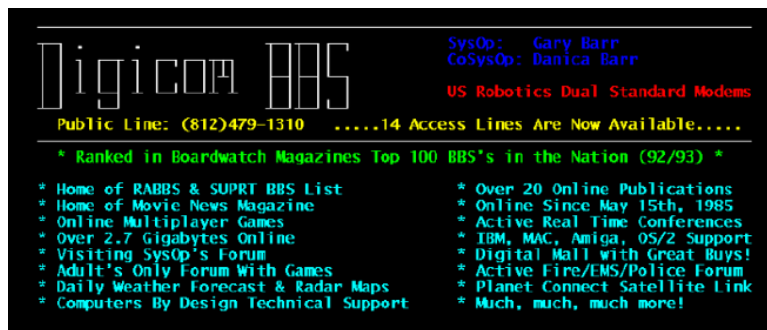 Digicom BBS
SysOp: Gary Barr
CoSysOp: Danica Barr
US Robotics Dual Standard Modems
Public Line: (812)479-1310 .....14 Access Lines Are Now Available.....
* Ranked in Boardwatch Magazines Top 100 BBS's in the Nation (92/93) *
* Home of RABBS & SUPRT BBS List * Over 20 Online Publications
* Home of Movie News Magazine * Online Since May 15th, 1985
* Online Multiplayer Games * Active Real Time Conferences
* Over 2.7 Gigabytes Online * IBM, MAC, Amiga, OS/2 Support
* Visiting SysOp's Forum * Digital Mall with Great Buys!
* Adult's Only Forum With Games * Active Fire/EMS/Police Forum
* Daily Weather Forecast & Radar Maps * Planet Connect Satellite Link
* Computers By Design Technical Support * Much, much, much more!